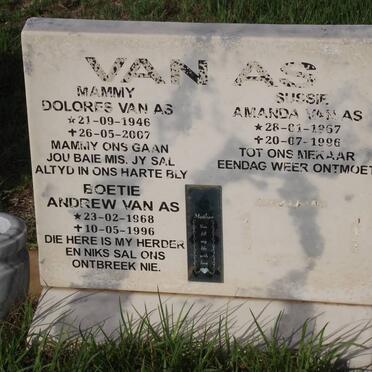 VAN AS
MAMMY
DOLORES VAN AS
*21-09-1946
+26-05-2007
MAMMY ONS GAAN
JOU BAIE MIS. JY SAL
ALTYD IN ONS HARTE BLY
BOETIE
ANDREW VAN AS
*23-02-1968
+10-05-1996
DIE HERE IS MY HERDER
EN NIKS SAL ONS
ONTBREEK NIE.
SUSSIE
AMANDA VAN AS
*28-01-1967
+20-07-1996
TOT ONS MEKAAR
EENDAG WEER ONTMOET
Mother